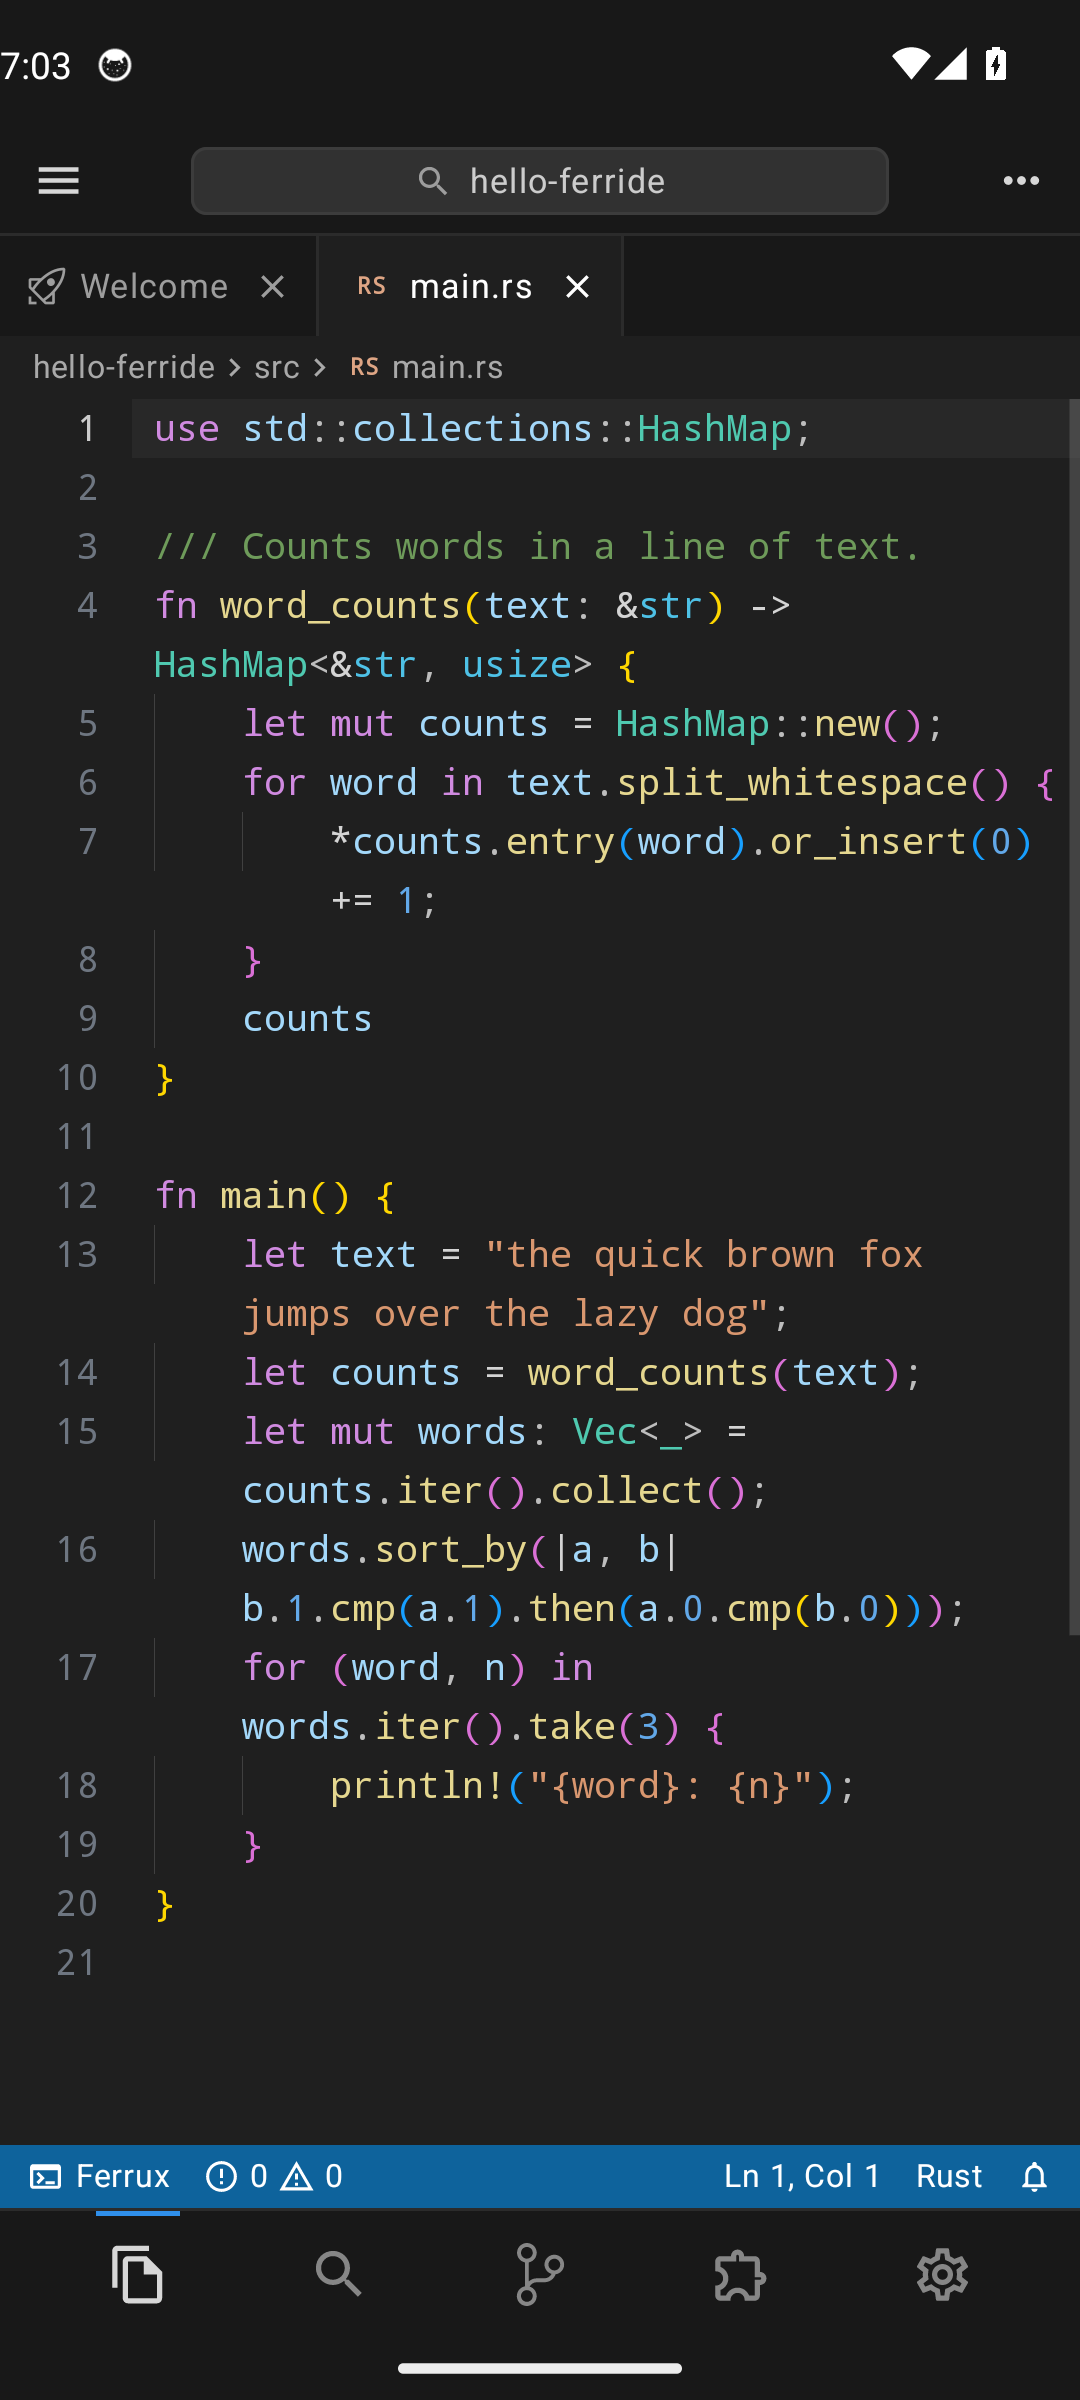 7:03
hello-ferride
Welcome
RS main.rs
hello-ferride > src > RS main.rs
1 use std::collections::HashMap;
2
3 /// Counts words in a line of text.
4 fn word_counts(text: &str) ->
HashMap<&str, usize> {
5 let mut counts = HashMap::new();
6 for word in text.split_whitespace() {
7 *counts.entry(word).or_insert(0)
+= 1;
8 }
9 counts
10 }
11
12 fn main() {
13 let text = "the quick brown fox
jumps over the lazy dog";
14 let counts = word_counts(text);
15 let mut words: Vec<_> =
counts.iter().collect();
16 words.sort_by(|a, b|
b.1.cmp(a.1).then(a.0.cmp(b.0)));
17 for (word, n) in
words.iter().take(3) {
18 println!("{word}: {n}");
19 }
20 }
21
Ferrux 0 0 Ln 1, Col 1 Rust